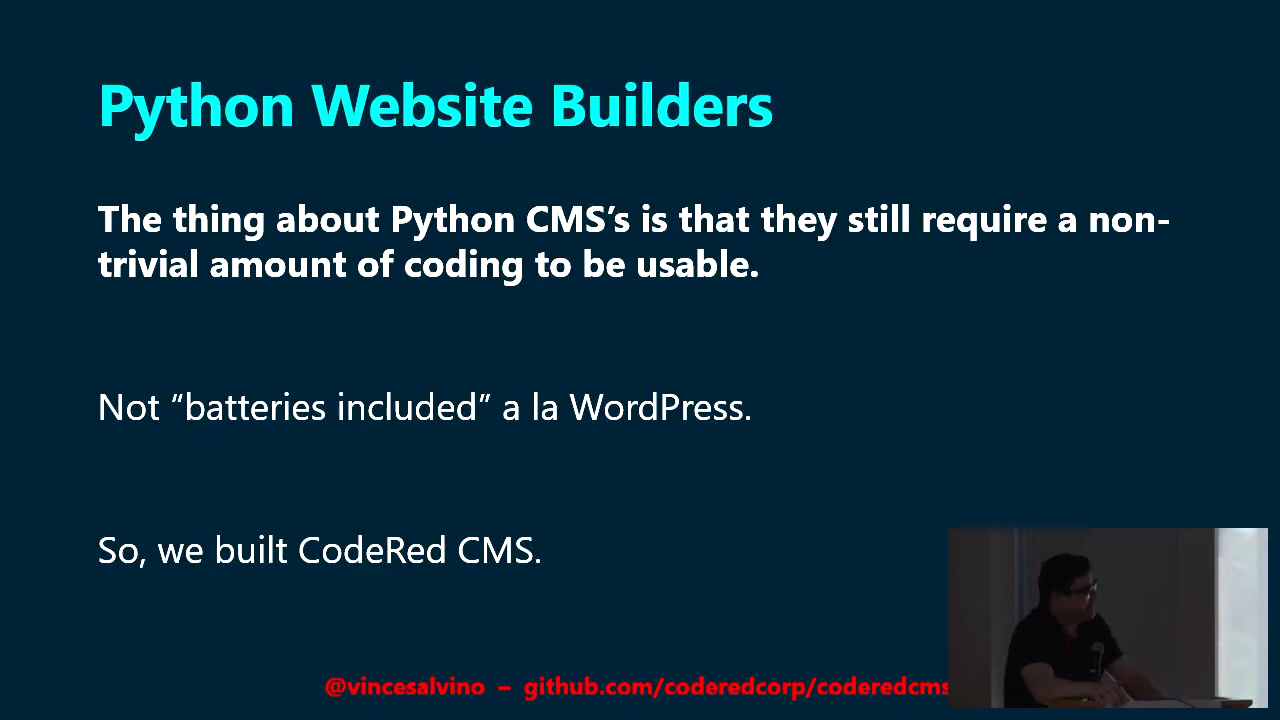 Python Website Builders
The thing about Python CMS’s is that they still require a non-
trivial amount of coding to be usable.
Not “batteries included” a la WordPress.
So, we built CodeRed CMS.
@vincesalvino – github.com/coderedcorp/coderedcms